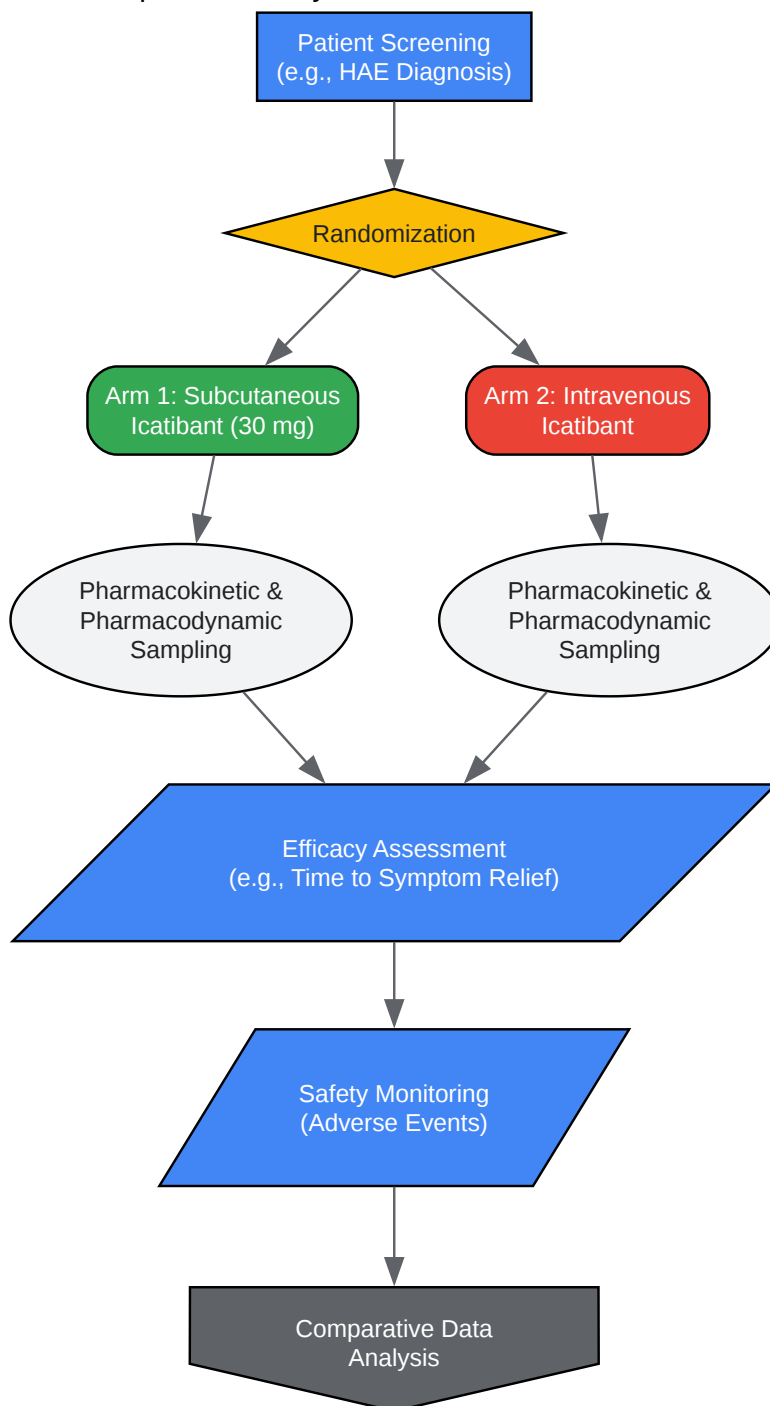 Patient Screening
(e.g., HAE Diagnosis)
Randomization
Arm 1: Subcutaneous
Icatibant (30 mg)
Arm 2: Intravenous
Icatibant
Pharmacokinetic &
Pharmacodynamic
Sampling
Pharmacokinetic &
Pharmacodynamic
Sampling
Efficacy Assessment
(e.g., Time to Symptom Relief)
Safety Monitoring
(Adverse Events)
Comparative Data
Analysis